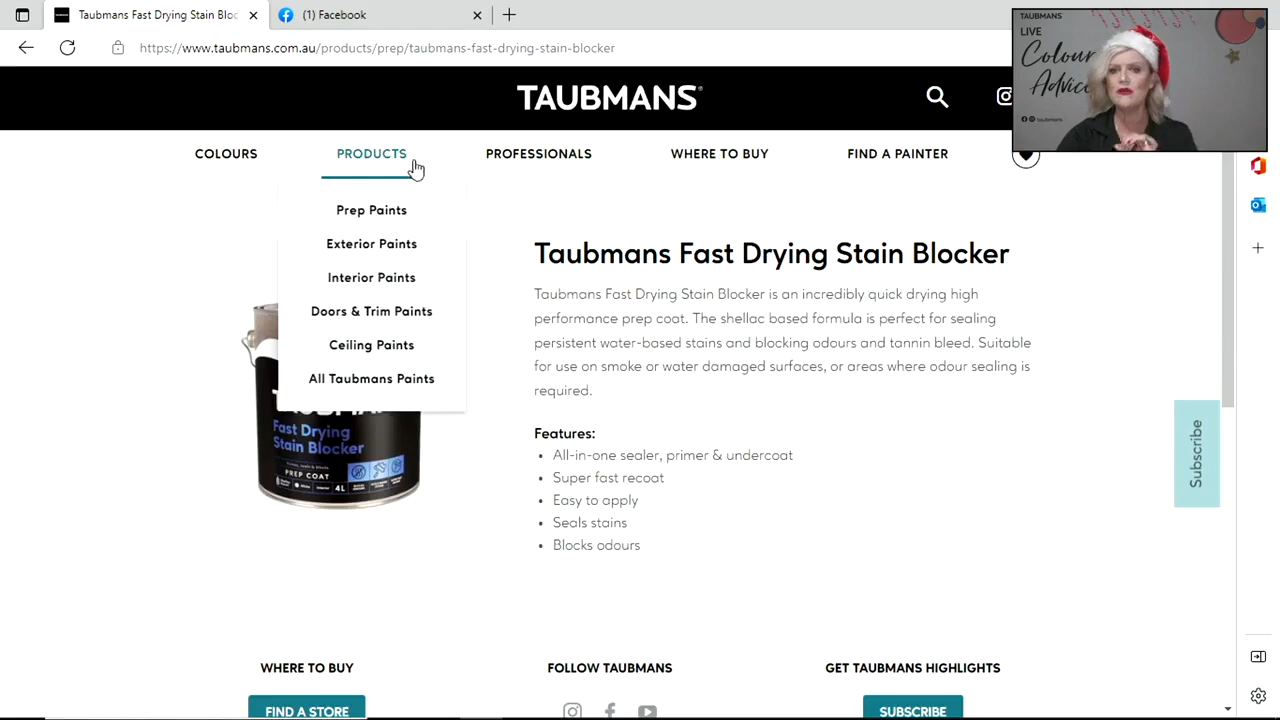 Taubmans Fast Drying Stain Bloc
(1) Facebook
https://www.taubmans.com.au/products/prep/taubmans-fast-drying-stain-blocker
TAUBMANS
TAUBMANS
LIVE
Colour
Advice
taubmans
COLOURS
PRODUCTS
PROFESSIONALS
WHERE TO BUY
FIND A PAINTER
Prep Paints
Exterior Paints
Interior Paints
Doors & Trim Paints
Ceiling Paints
All Taubmans Paints
Fast Drying
Stain Blocker
PREP COAT
4L
Taubmans Fast Drying Stain Blocker
Taubmans Fast Drying Stain Blocker is an incredibly quick drying high
performance prep coat. The shellac based formula is perfect for sealing
persistent water-based stains and blocking odours and tannin bleed. Suitable
for use on smoke or water damaged surfaces, or areas where odour sealing is
required.
Features:
• All-in-one sealer, primer & undercoat
• Super fast recoat
• Easy to apply
• Seals stains
• Blocks odours
Subscribe
WHERE TO BUY
FIND A STORE
FOLLOW TAUBMANS
GET TAUBMANS HIGHLIGHTS
SUBSCRIBE